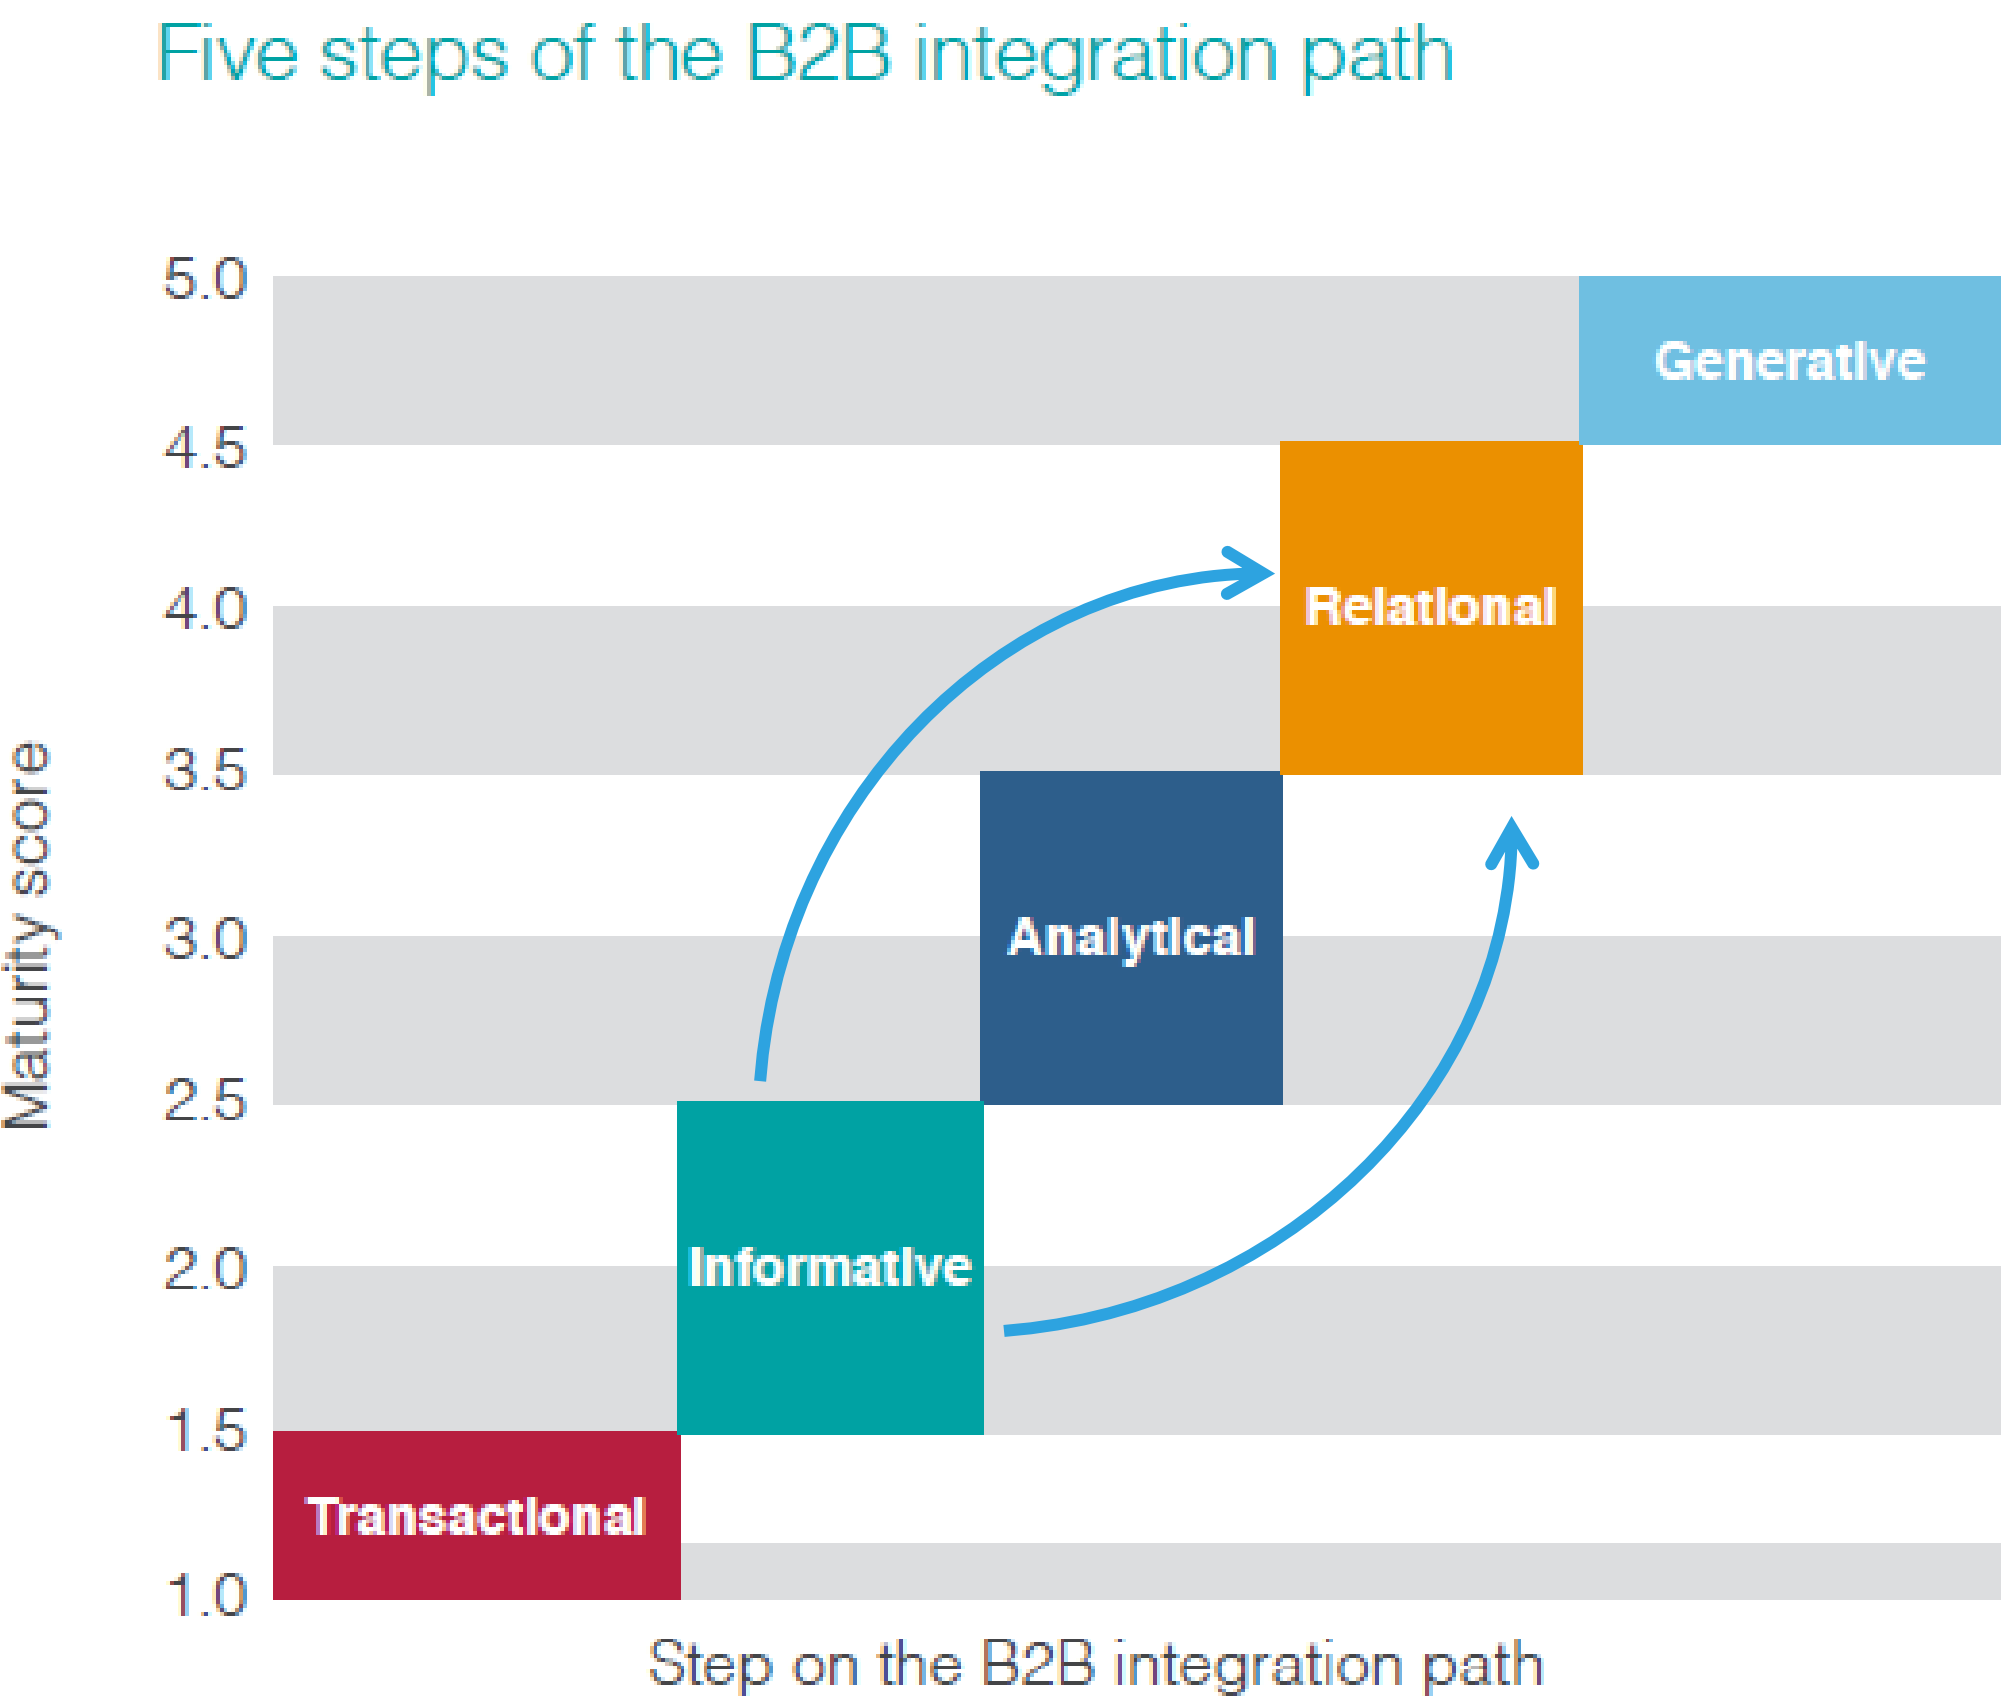 Five steps of the B2B integration path
5.0
Generative
4.5
4.0
Relational
3.5
Maturity score
3.0
Analytical
2.5
2.0
Informative
1.5
Transactional
1.0
Step on the B2B integration path